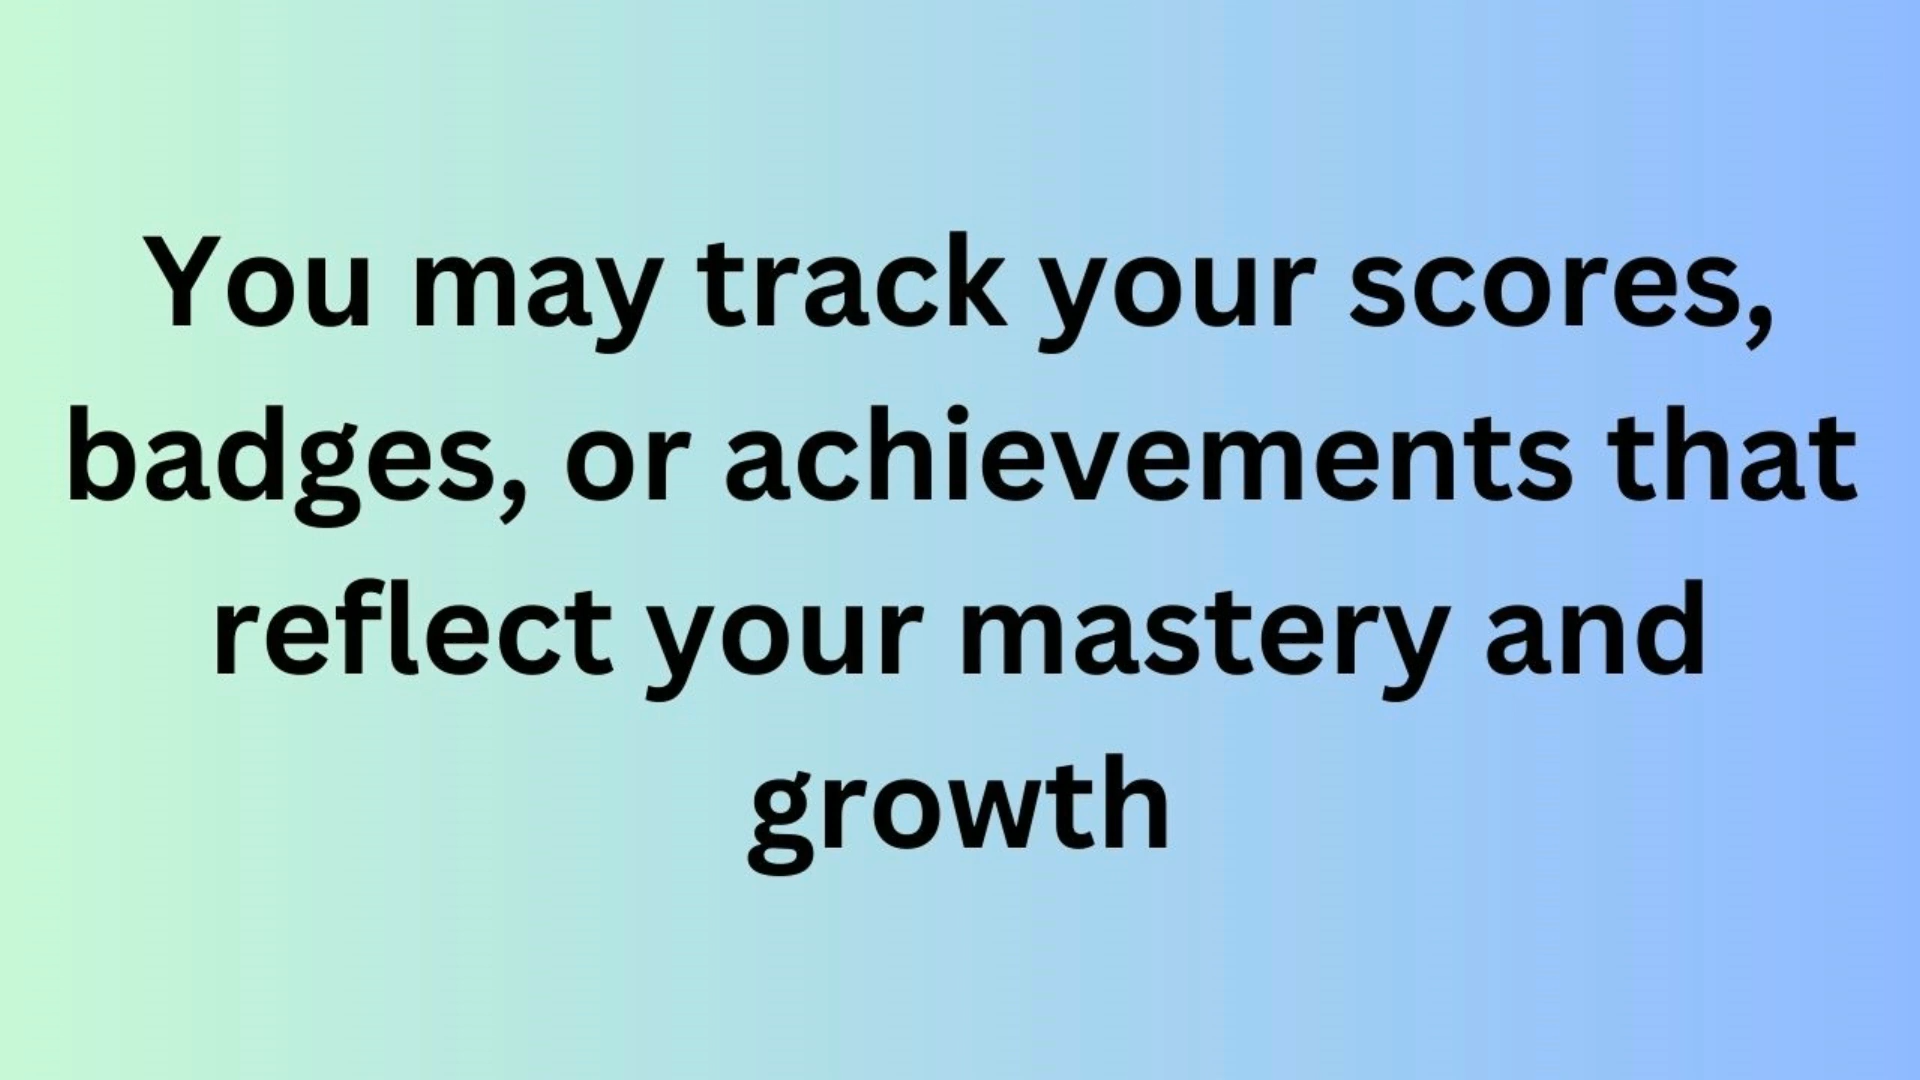 You may track your scores,
badges, or achievements that
reflect your mastery and
growth